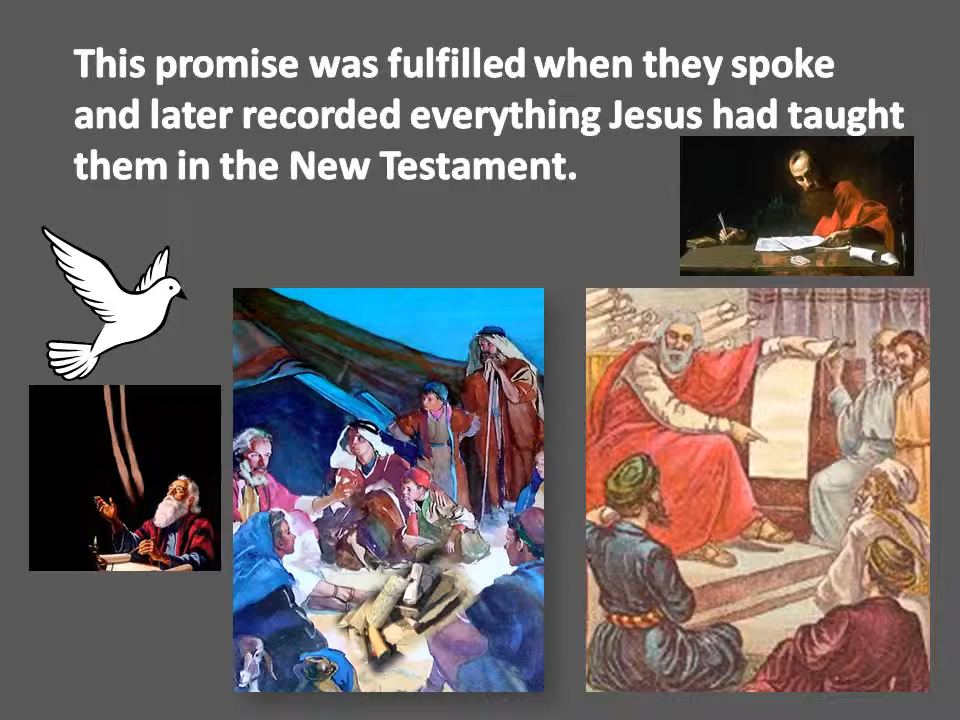 This promise was fulfilled when they spoke
and later recorded everything Jesus had taught
them in the New Testament.